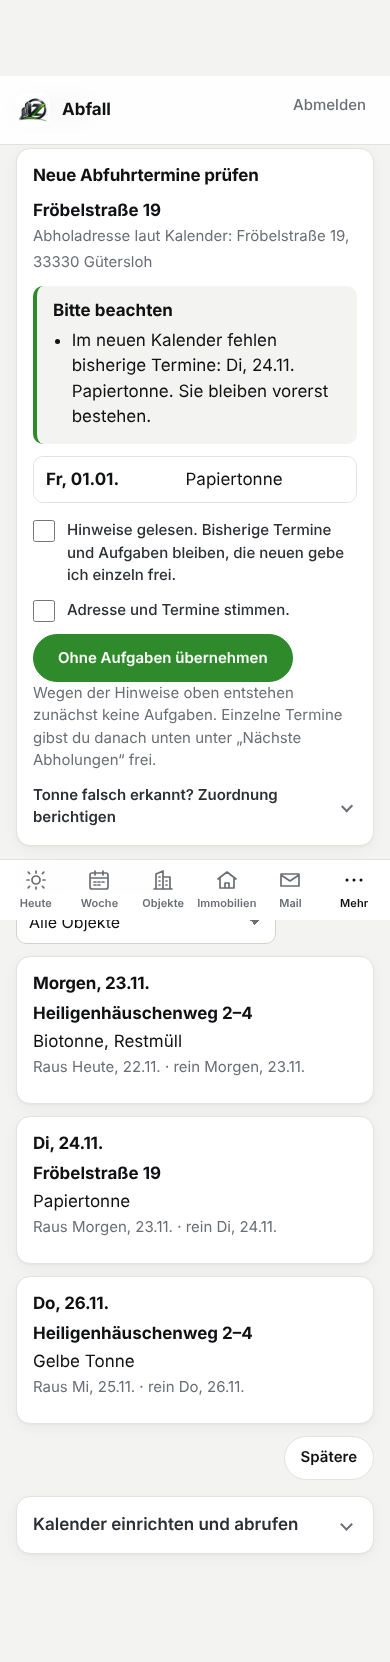 Abfall
Abmelden
Neue Abfuhrtermine prüfen
Fröbelstraße 19
Abholadresse laut Kalender: Fröbelstraße 19,
33330 Gütersloh
Bitte beachten
• Im neuen Kalender fehlen
bisherige Termine: Di, 24.11.
Papiertonne. Sie bleiben vorerst
bestehen.
Fr, 01.01. Papiertonne
Hinweise gelesen. Bisherige Termine
und Aufgaben bleiben, die neuen gebe
ich einzeln frei.
Adresse und Termine stimmen.
Ohne Aufgaben übernehmen
Wegen der Hinweise oben entstehen
zunächst keine Aufgaben. Einzelne Termine
gibst du danach unten unter „Nächste
Abholungen“ frei.
Tonne falsch erkannt? Zuordnung
berichtigen
Heute Woche Objekte Immobilien Mail Mehr
Alle Objekte
Morgen, 23.11.
Heiligenhäuschenweg 2–4
Biotonne, Restmüll
Raus Heute, 22.11. · rein Morgen, 23.11.
Di, 24.11.
Fröbelstraße 19
Papiertonne
Raus Morgen, 23.11. · rein Di, 24.11.
Do, 26.11.
Heiligenhäuschenweg 2–4
Gelbe Tonne
Raus Mi, 25.11. · rein Do, 26.11.
Spätere
Kalender einrichten und abrufen